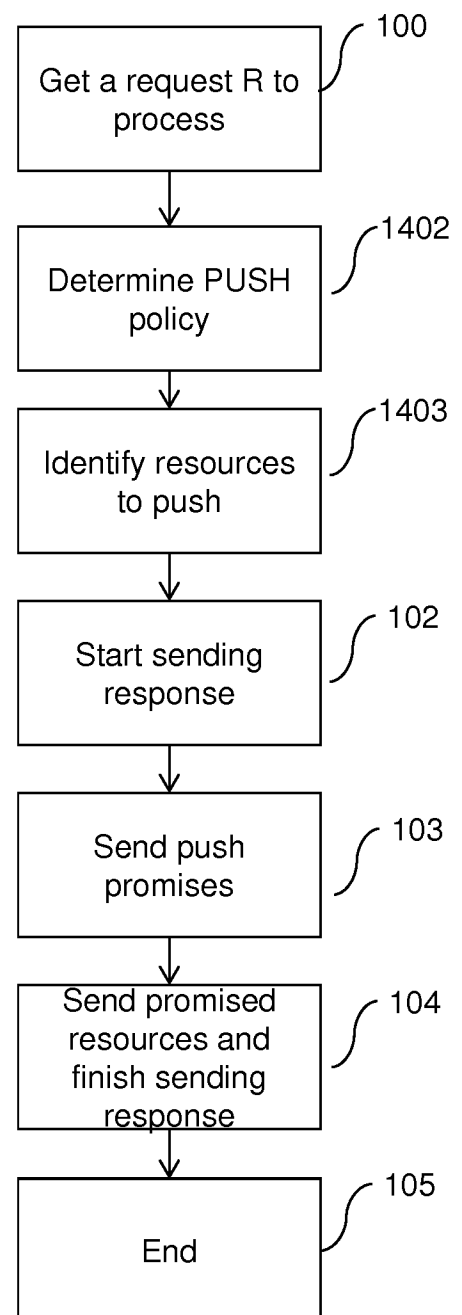 100
Get a request R to
process
1402
Determine PUSH
policy
1403
Identify resources
to push
102
Start sending
response
103
Send push
promises
104
Send promised
resources and
finish sending
response
105
End